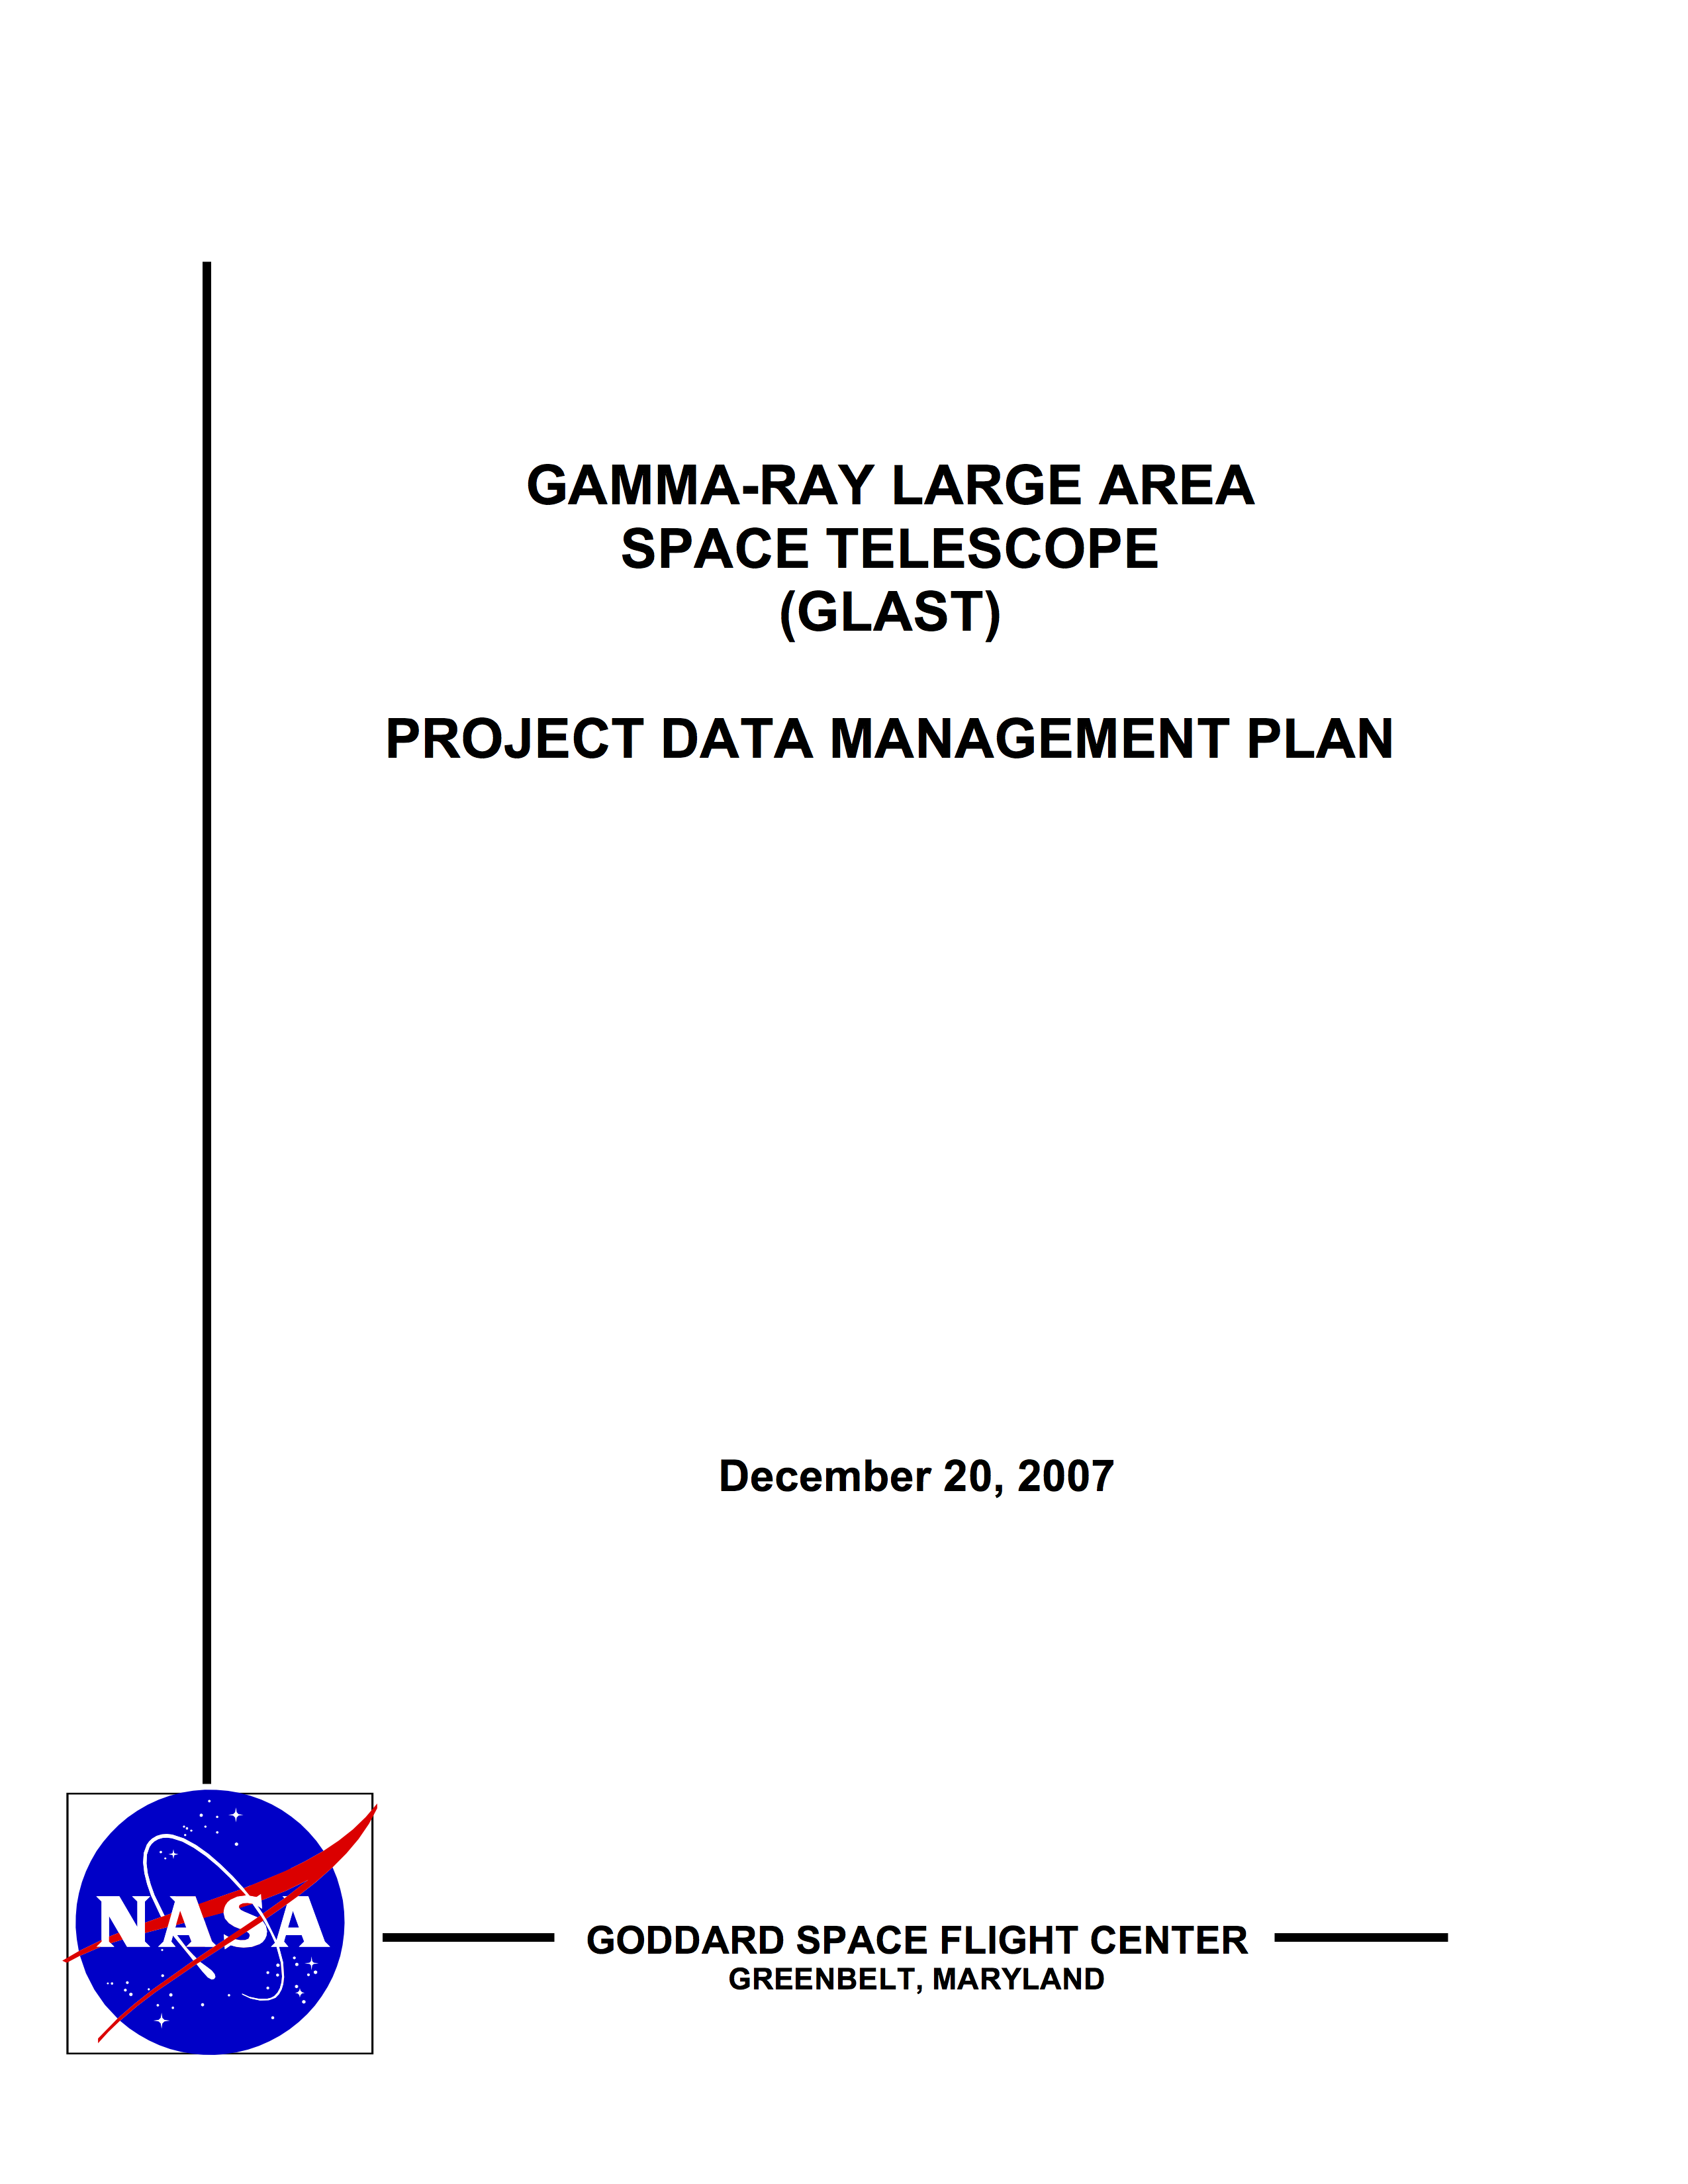 GAMMA-RAY LARGE AREA
SPACE TELESCOPE
(GLAST)
PROJECT DATA MANAGEMENT PLAN
December 20, 2007
NASA
GODDARD SPACE FLIGHT CENTER
GREENBELT, MARYLAND